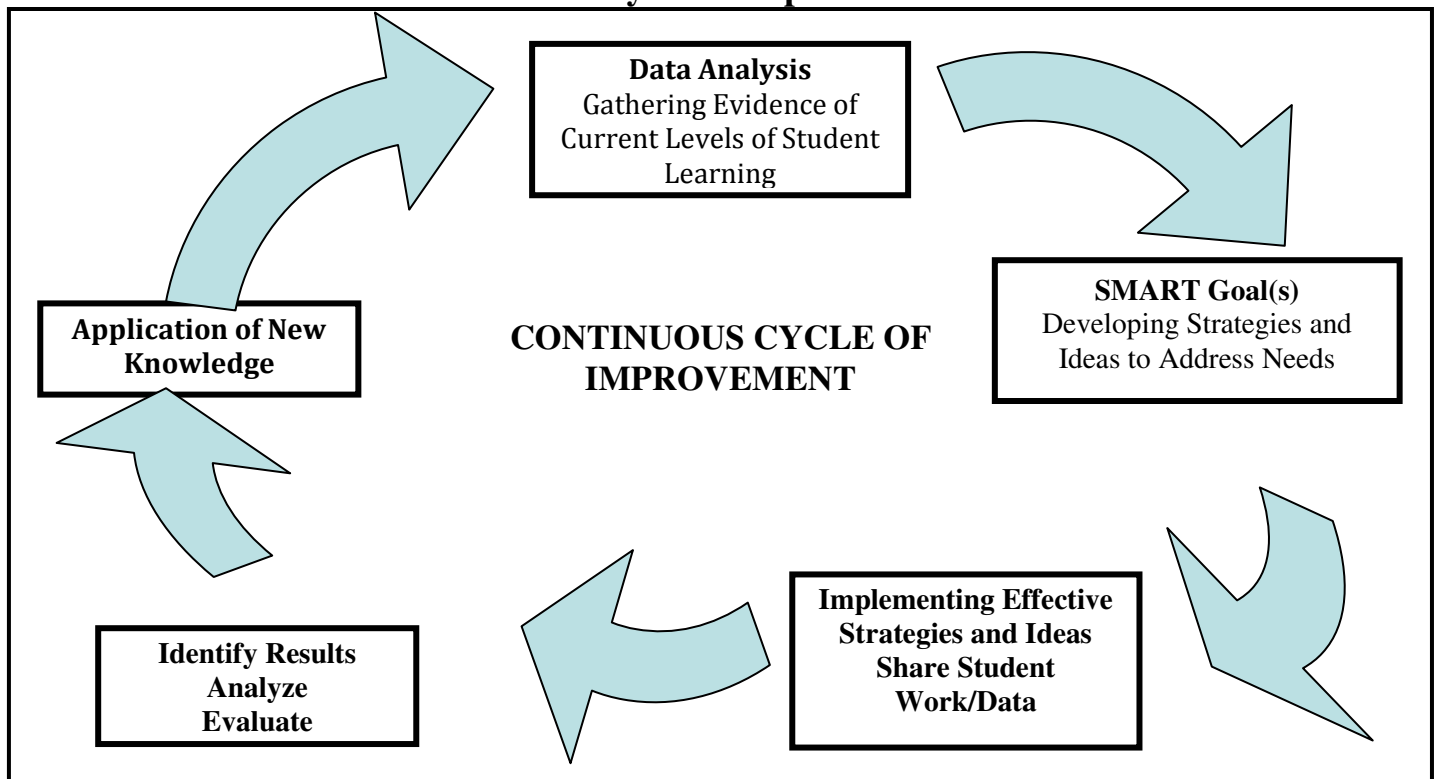 Data Analysis
Gathering Evidence of
Current Levels of Student
Learning
SMART Goal(s)
Developing Strategies and
Ideas to Address Needs
CONTINUOUS CYCLE OF
IMPROVEMENT
Application of New
Knowledge
Implementing Effective
Strategies and Ideas
Share Student
Work/Data
Identify Results
Analyze
Evaluate